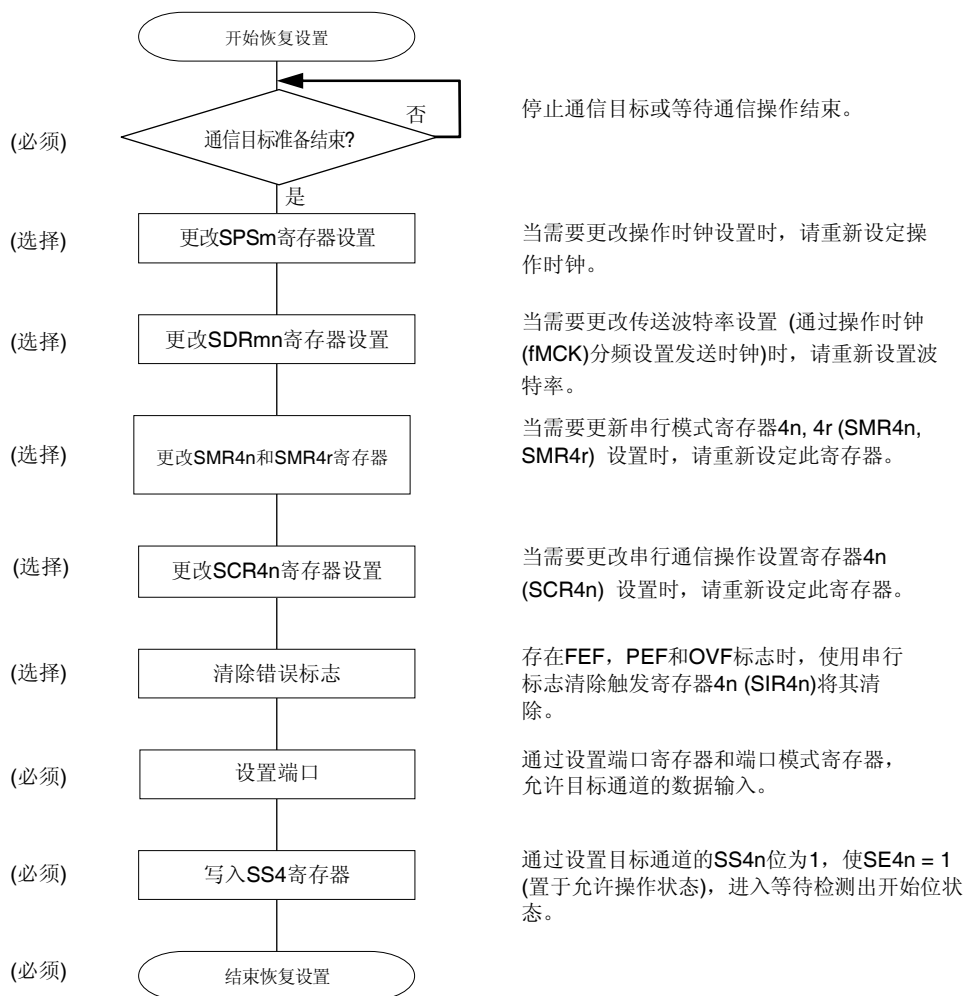 开始恢复设置
(必须)
通信目标准备结束?
否
停止通信目标或等待通信操作结束。
是
(选择)
更改SPSm寄存器设置
当需要更改操作时钟设置时，请重新设定操
作时钟。
(选择)
更改SDRmn寄存器设置
当需要更改传送波特率设置 (通过操作时钟
(fMCK)分频设置发送时钟)时，请重新设置波
特率。
(选择)
更改SMR4n和SMR4r寄存器
当需要更新串行模式寄存器4n, 4r (SMR4n,
SMR4r) 设置时，请重新设定此寄存器。
(选择)
更改SCR4n寄存器设置
当需要更改串行通信操作设置寄存器4n
(SCR4n) 设置时，请重新设定此寄存器。
(选择)
清除错误标志
存在FEF，PEF和OVF标志时，使用串行
标志清除触发寄存器4n (SIR4n)将其清
除。
(必须)
设置端口
通过设置端口寄存器和端口模式寄存器，
允许目标通道的数据输入。
(必须)
写入SS4寄存器
通过设置目标通道的SS4n位为1，使SE4n = 1
(置于允许操作状态)，进入等待检测出开始位状
态。
(必须)
结束恢复设置